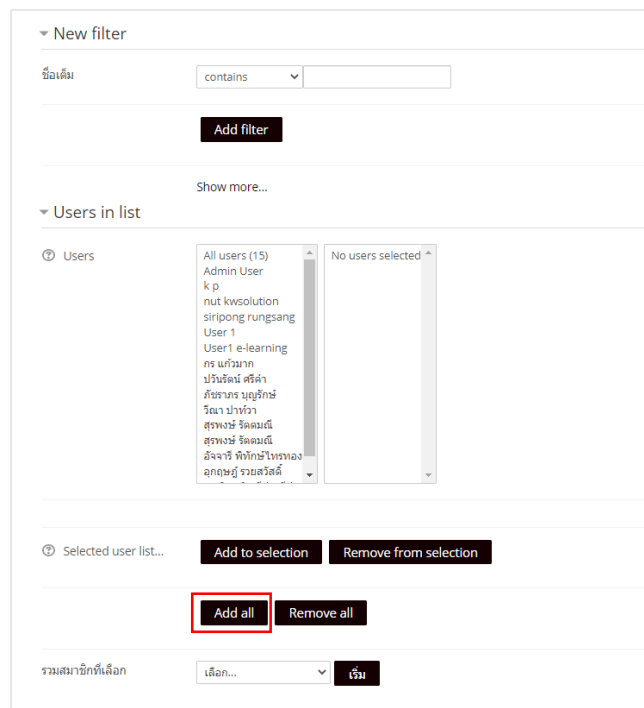 New filter
ชื่อเต็ม
contains
Add filter
Show more...
Users in list
Users
All users (15)
Admin User
k p
nut kwsolution
siripong rungsang
User 1
User1 e-learning
กร แก้วมาก
ปวันรัตน์ ศรีคำ
ภัชราภร บุญรักษ์
วีณา ปาท์วา
สุรพงษ์ รัตตมณี
สุรพงษ์ รัตตมณี
อัจจารี พิทักษ์ไทรทอง
อุกฤษฎ์ รวยสวัสดิ์
No users selected
Selected user list...
Add to selection
Remove from selection
Add all
Remove all
รวมสมาชิกที่เลือก
เลือก...
เริ่ม